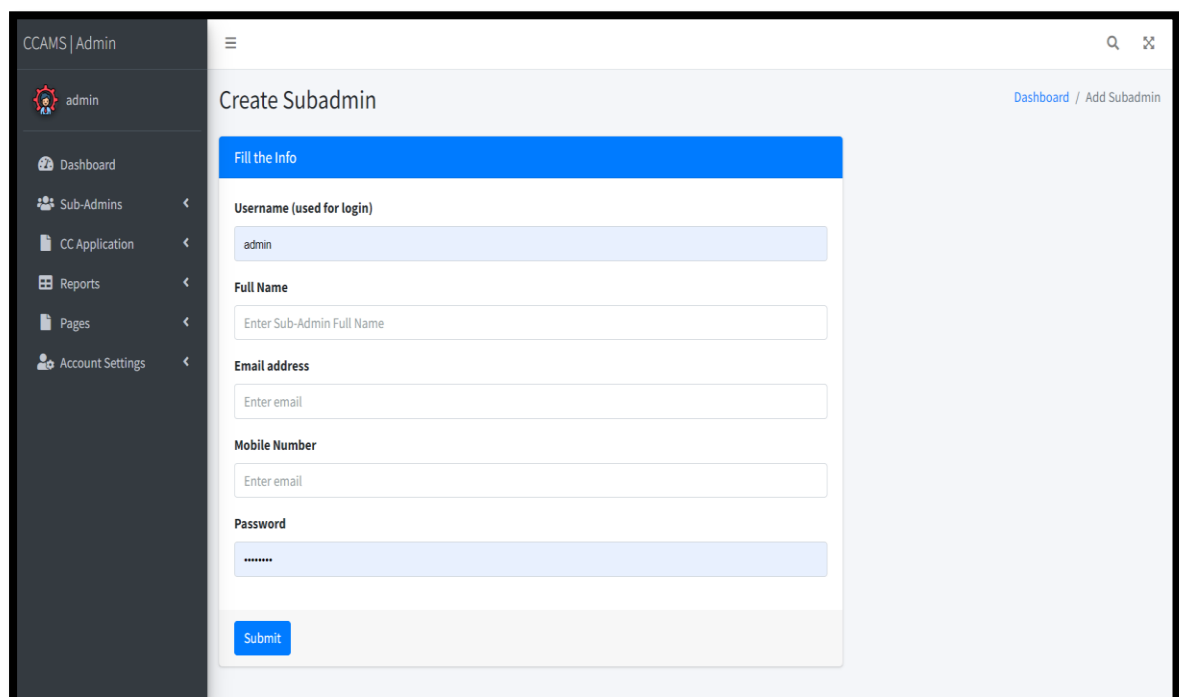 CCAMS | Admin
admin
Dashboard
Sub-Admins
CC Application
Reports
Pages
Account Settings
Create Subadmin
Dashboard / Add Subadmin
Fill the Info
Username (used for login)
admin
Full Name
Enter Sub-Admin Full Name
Email address
Enter email
Mobile Number
Enter email
Password
••••••••
Submit